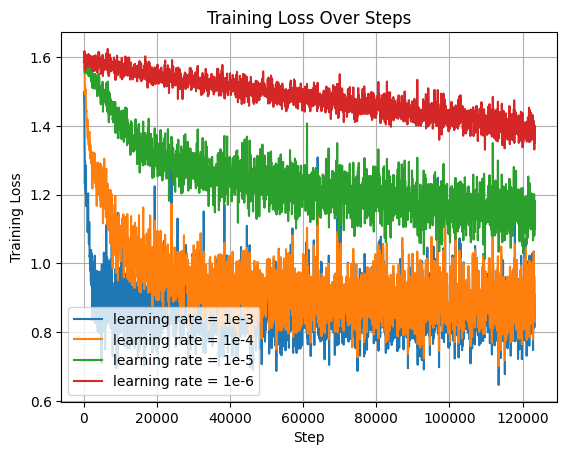 Training Loss Over Steps
Training Loss
1.6
1.4
1.2
1.0
0.8
0.6
learning rate = 1e-3
learning rate = 1e-4
learning rate = 1e-5
learning rate = 1e-6
0 20000 40000 60000 80000 100000 120000
Step